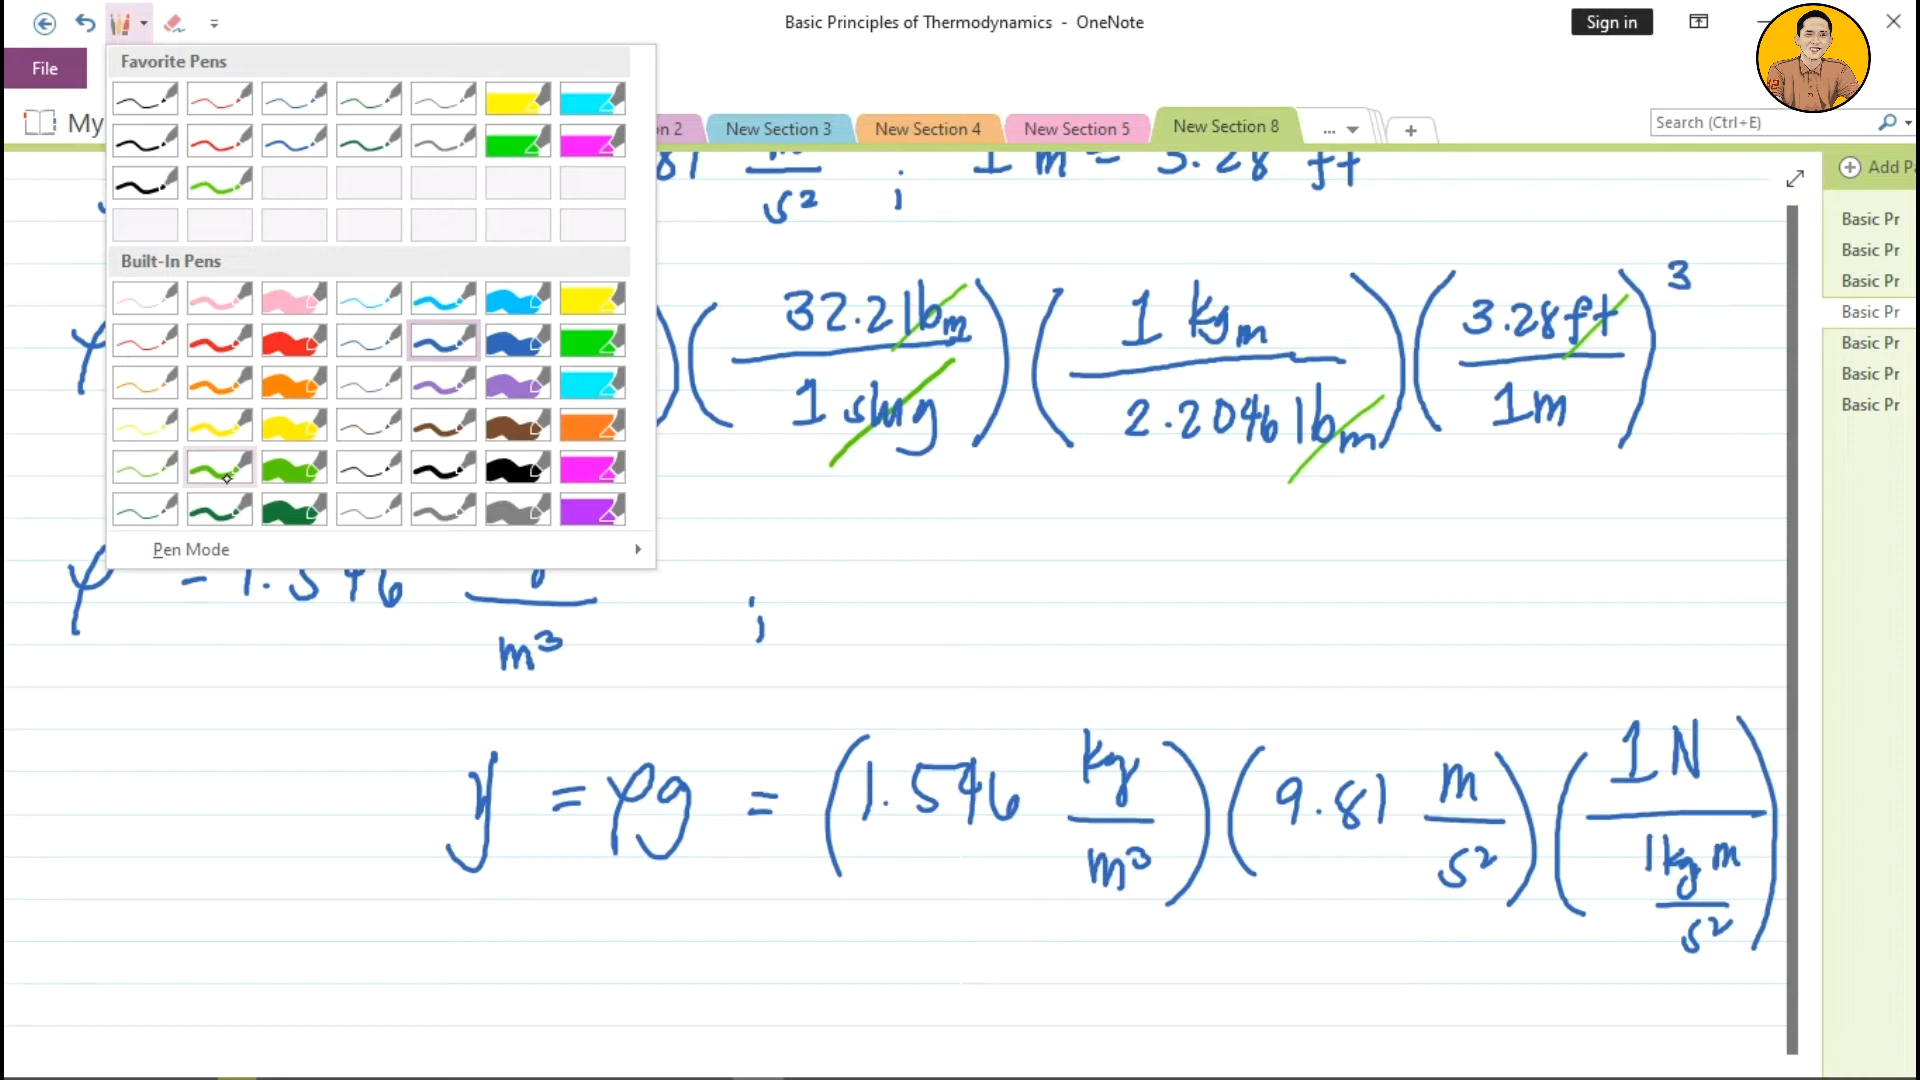 Basic Principles of Thermodynamics - OneNote
Sign in
File
Favorite Pens
My
n 2
New Section 3
New Section 4
New Section 5
New Section 8
...
Search (Ctrl+E)
Add P
81 m/s² ; 1 m = 3.28 ft
Basic Pr
Basic Pr
Basic Pr
Basic Pr
Basic Pr
Basic Pr
Basic Pr
Built-In Pens
ρ ) (32.2 lbm / 1 slug) (1 kgm / 2.2046 lbm) (3.28 ft / 1m)³
Pen Mode
ρ = 1.546 / m³ ;
γ = ρg = (1.546 kg/m³) (9.81 m/s²) (1 N / 1 kg m/s²)